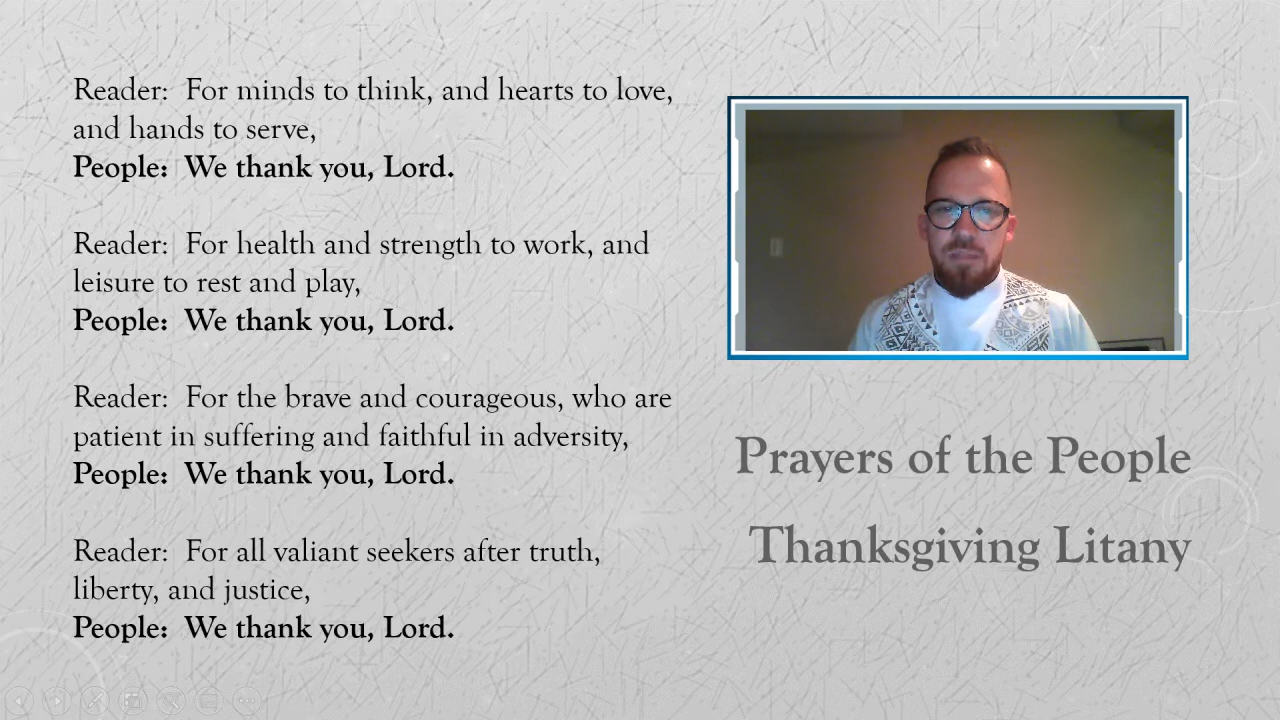 Reader:  For minds to think, and hearts to love,
and hands to serve,
People:  We thank you, Lord.
Reader:  For health and strength to work, and
leisure to rest and play,
People:  We thank you, Lord.
Reader:  For the brave and courageous, who are
patient in suffering and faithful in adversity,
People:  We thank you, Lord.
Reader:  For all valiant seekers after truth,
liberty, and justice,
People:  We thank you, Lord.
Prayers of the People
Thanksgiving Litany